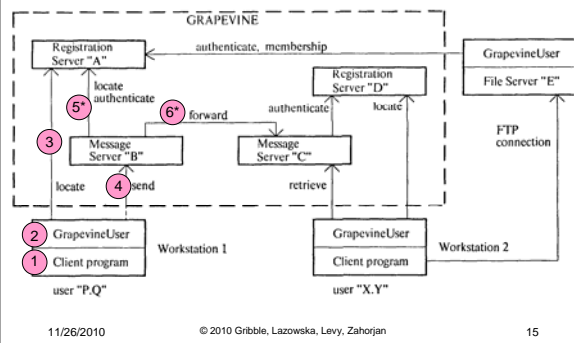 GRAPEVINE
Registration
Server "A"
authenticate, membership
GrapevineUser
File Server "E"
Registration
Server "D"
locate
authenticate
5*
6*
forward
authenticate
locate
FTP
connection
3
Message
Server "B"
Message
Server "C"
locate
4
send
retrieve
2
GrapevineUser
1
Client program
Workstation 1
GrapevineUser
Client program
Workstation 2
user "P.Q"
user "X.Y"
11/26/2010
© 2010 Gribble, Lazowska, Levy, Zahorjan
15